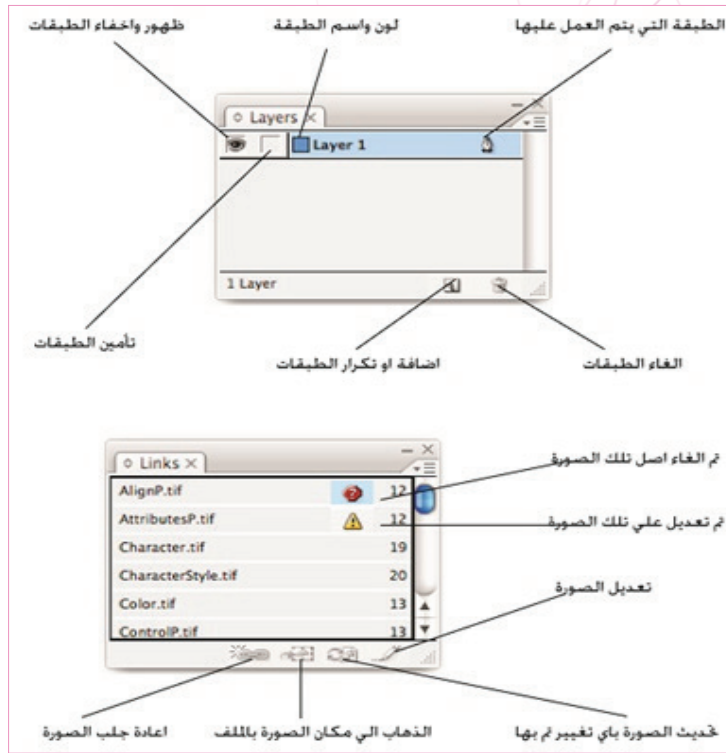 الطبقة التي يتم العمل عليها
لون واسم الطبقة
ظهور واخفاء الطبقات
Layers
Layer 1
1 Layer
تأمين الطبقات
اضافة او تكرار الطبقات
الغاء الطبقات
Links
تم الغاء اصل تلك الصورة
AlignP.tif 12
تم تعديل علي تلك الصورة
AttributesP.tif 12
Character.tif 19
CharacterStyle.tif 20
تعديل الصورة
Color.tif 13
ControlP.tif 13
تحديث الصورة باي تغيير تم بها
الذهاب الي مكان الصورة بالملف
اعادة جلب الصورة